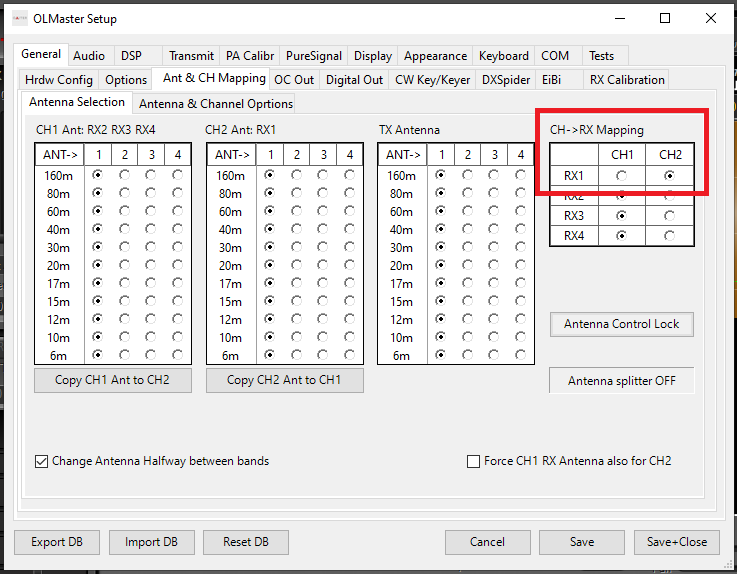 OLMaster Setup
General Audio DSP Transmit PA Calibr PureSignal Display Appearance Keyboard COM Tests
Hrdw Config Options Ant & CH Mapping OC Out Digital Out CW Key/Keyer DXSpider EiBi RX Calibration
Antenna Selection Antenna & Channel Oprtions
CH1 Ant: RX2 RX3 RX4
ANT-> 1 2 3 4
160m
80m
60m
40m
30m
20m
17m
15m
12m
10m
6m
Copy CH1 Ant to CH2
CH2 Ant: RX1
ANT-> 1 2 3 4
160m
80m
60m
40m
30m
20m
17m
15m
12m
10m
6m
Copy CH2 Ant to CH1
TX Antenna
ANT-> 1 2 3 4
160m
80m
60m
40m
30m
20m
17m
15m
12m
10m
6m
CH->RX Mapping
CH1 CH2
RX1
RX2
RX3
RX4
Antenna Control Lock
Antenna splitter OFF
Change Antenna Halfway between bands
Force CH1 RX Antenna also for CH2
Export DB Import DB Reset DB Cancel Save Save+Close